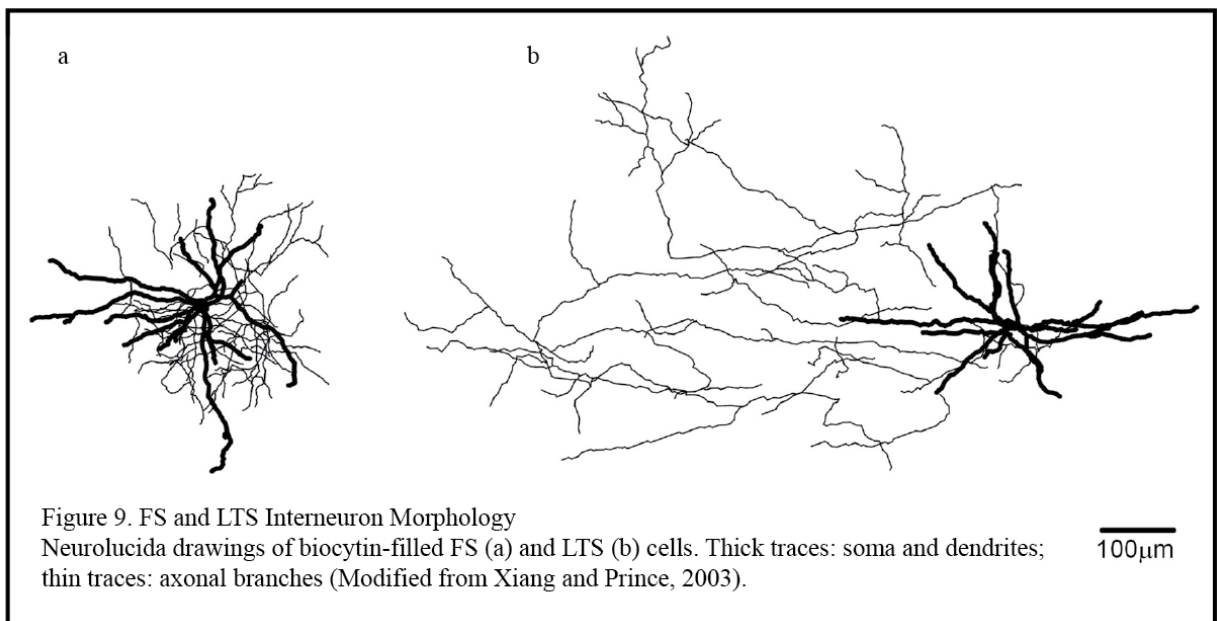 a
b
Figure 9. FS and LTS Interneuron Morphology
Neurolucida drawings of biocytin-filled FS (a) and LTS (b) cells. Thick traces: soma and dendrites;
thin traces: axonal branches (Modified from Xiang and Prince, 2003).
100μm